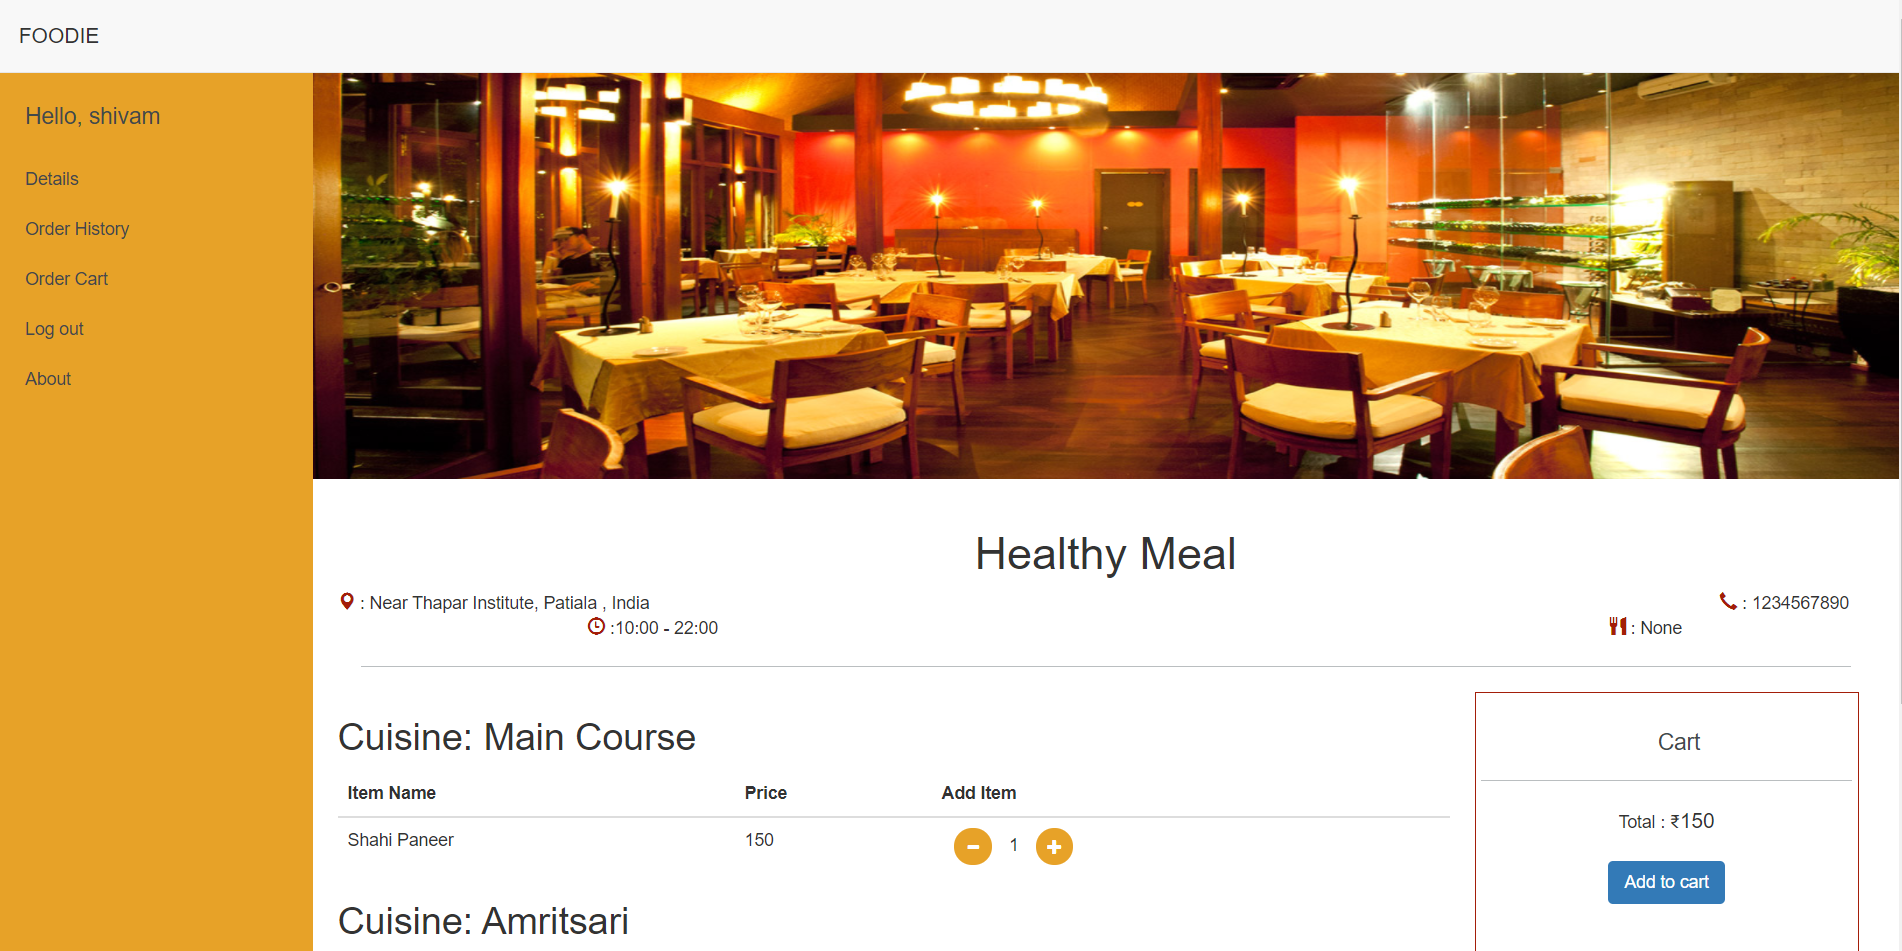 FOODIE
Hello, shivam
Details
Order History
Order Cart
Log out
About
Healthy Meal
: Near Thapar Institute, Patiala , India
: 1234567890
:10:00 - 22:00
: None
Cuisine: Main Course
Item Name Price Add Item
Shahi Paneer 150 1
Cuisine: Amritsari
Cart
Total : ₹150
Add to cart